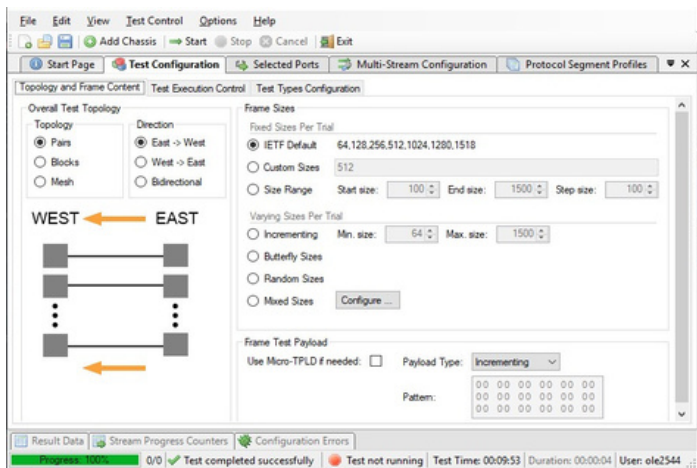 File Edit View Test Control Options Help
Add Chassis Start Stop Cancel Exit
Start Page Test Configuration Selected Ports Multi-Stream Configuration Protocol Segment Profiles
Topology and Frame Content Test Execution Control Test Types Configuration
Overall Test Topology
Topology Direction
Pairs East -> West
Blocks West -> East
Mesh Bidirectional
WEST EAST
Frame Sizes
Fixed Sizes Per Trial
IETF Default 64,128,256,512,1024,1280,1518
Custom Sizes 512
Size Range Start size: 100 End size: 1500 Step size: 100
Varying Sizes Per Trial
Incrementing Min. size: 64 Max. size: 1500
Butterfly Sizes
Random Sizes
Mixed Sizes Configure ...
Frame Test Payload
Use Micro-TPLD if needed: Payload Type: Incrementing
Pattern: 00 00 00 00 00 00
00 00 00 00 00 00
00 00 00 00 00 00
Result Data Stream Progress Counters Configuration Errors
Progress: 100% 0/0 Test completed successfully Test not running Test Time: 00:09:53 Duration: 00:00:04 User: ole2544